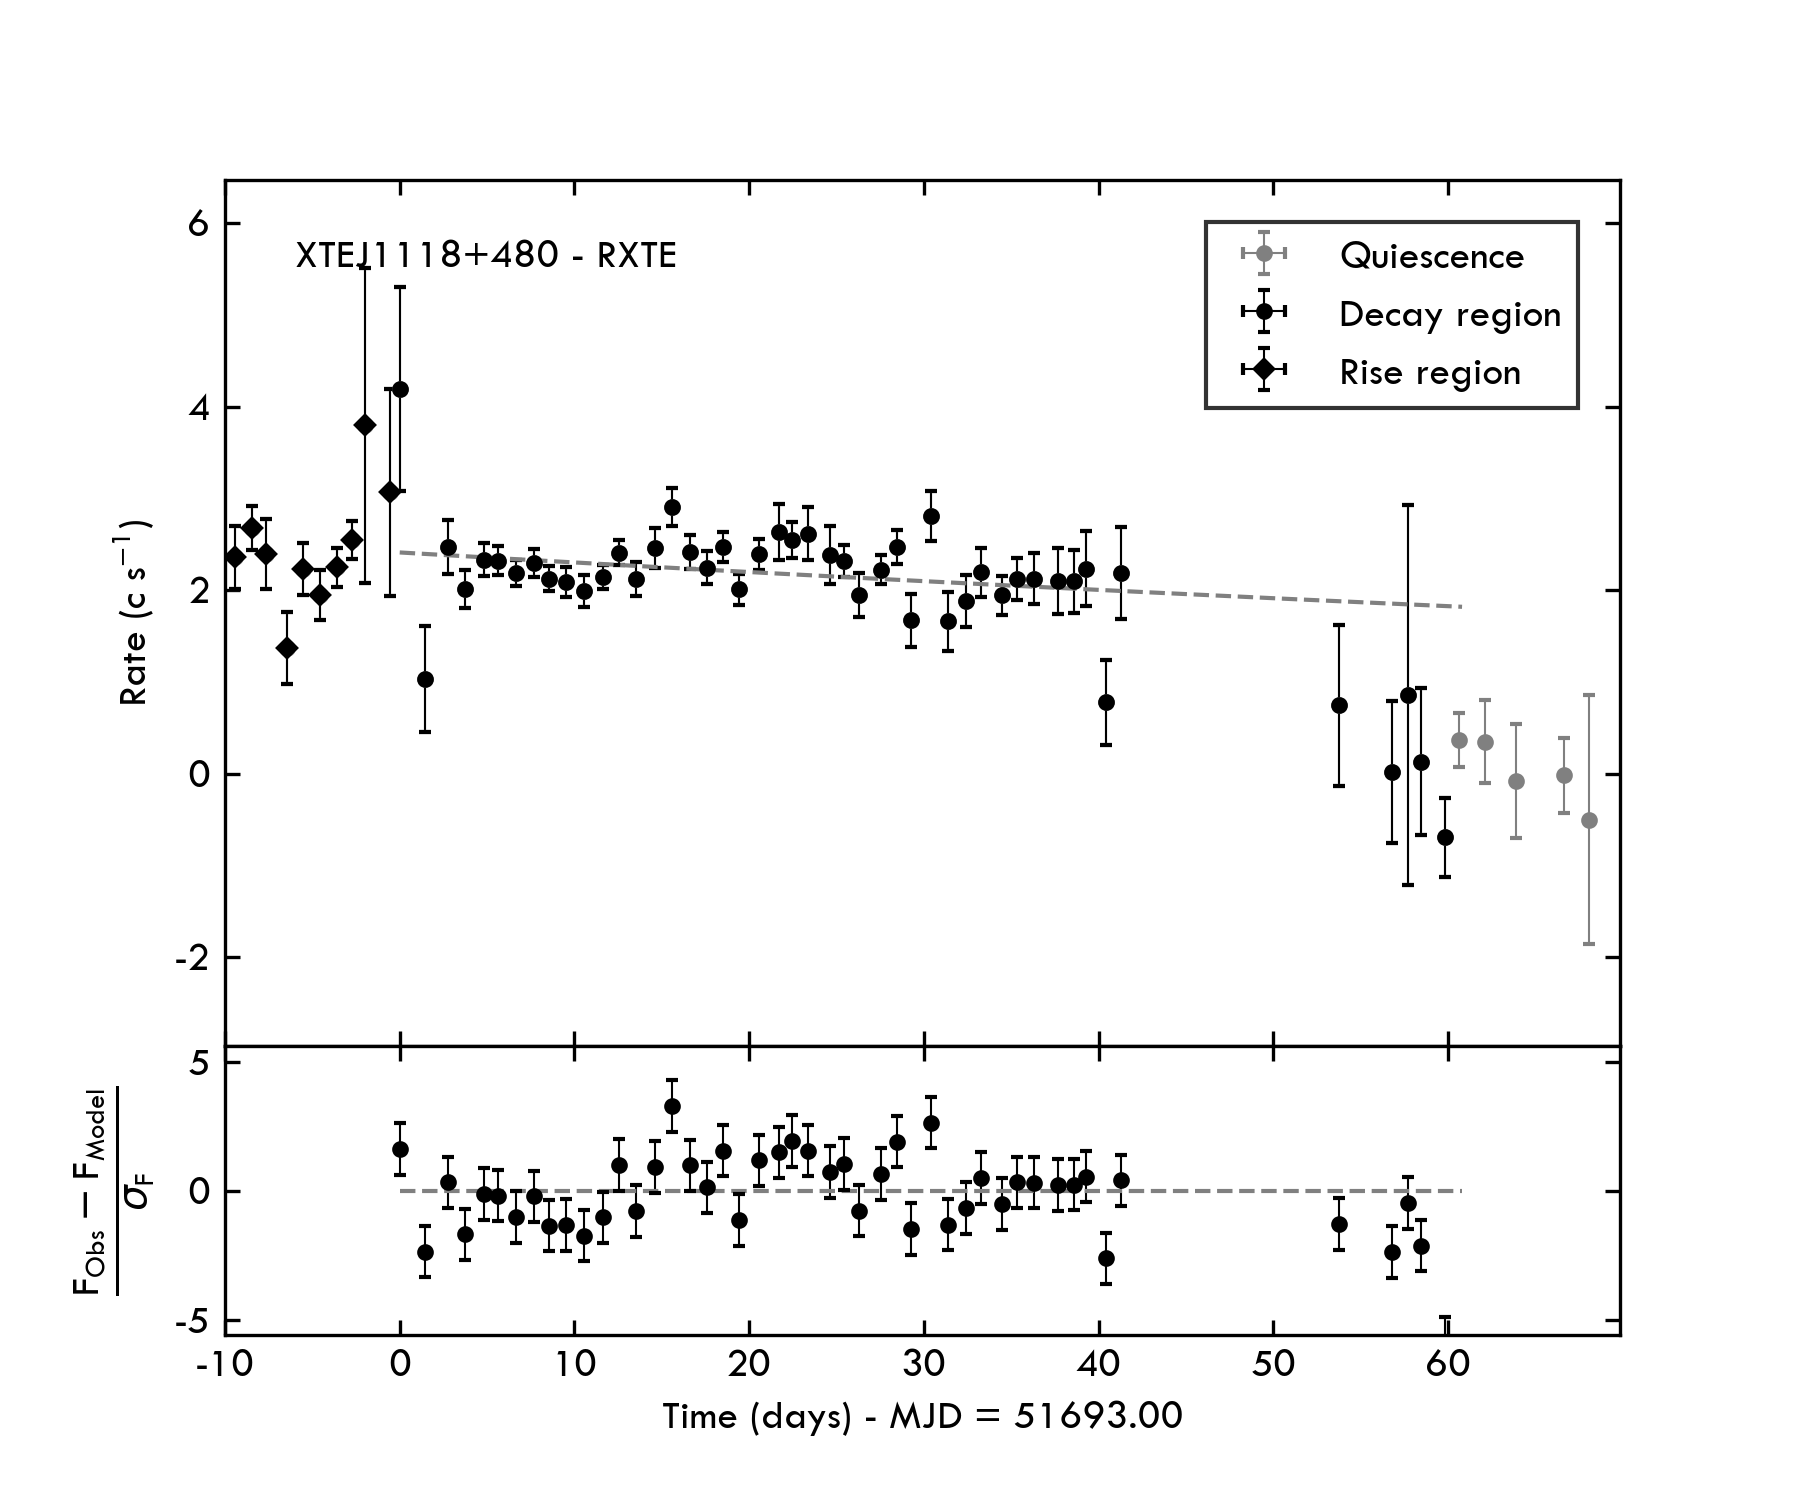 6
XTEJ1118+480 - RXTE
Quiescence
Decay region
Rise region
4
2
0
-2
Rate (c s⁻¹)
5
0
-5
F_Obs − F_Model
σ_F
-10 0 10 20 30 40 50 60
Time (days) - MJD = 51693.00